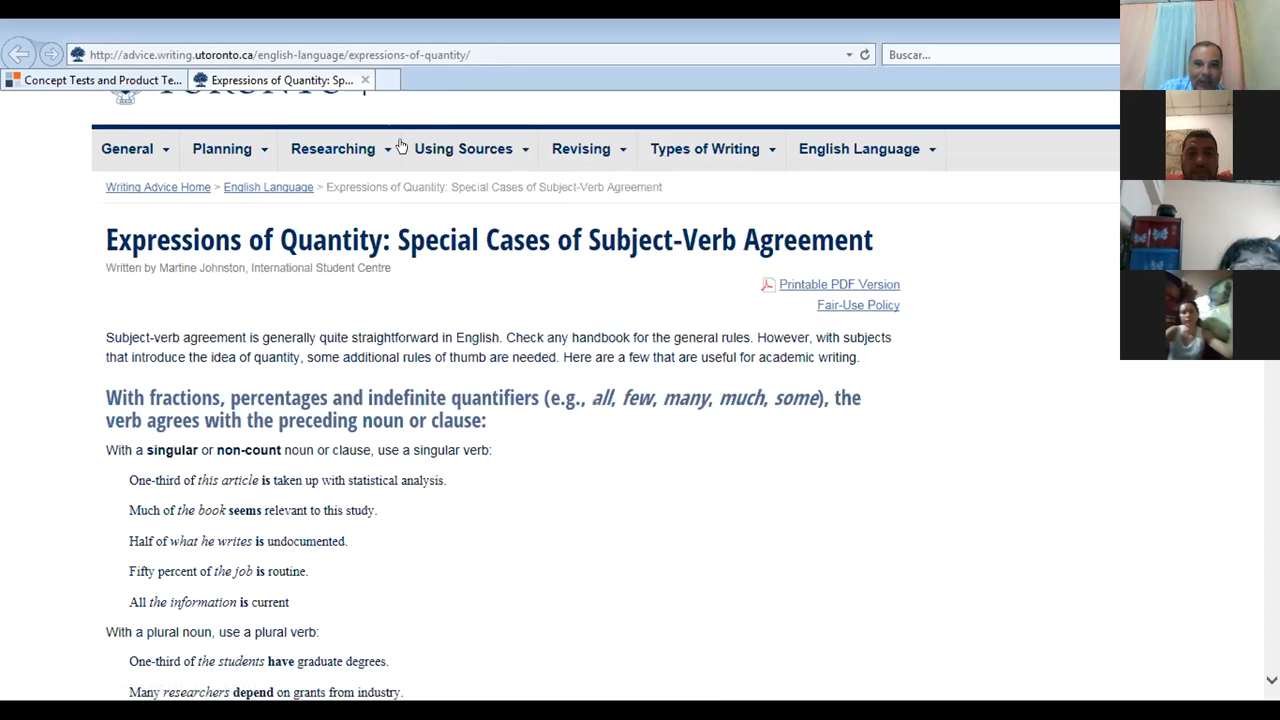 http://advice.writing.utoronto.ca/english-language/expressions-of-quantity/
Buscar...
Concept Tests and Product Te...
Expressions of Quantity: Sp...
General
Planning
Researching
Using Sources
Revising
Types of Writing
English Language
Writing Advice Home > English Language > Expressions of Quantity: Special Cases of Subject-Verb Agreement
Expressions of Quantity: Special Cases of Subject-Verb Agreement
Written by Martine Johnston, International Student Centre
Printable PDF Version
Fair-Use Policy
Subject-verb agreement is generally quite straightforward in English. Check any handbook for the general rules. However, with subjects
that introduce the idea of quantity, some additional rules of thumb are needed. Here are a few that are useful for academic writing.
With fractions, percentages and indefinite quantifiers (e.g., all, few, many, much, some), the
verb agrees with the preceding noun or clause:
With a singular or non-count noun or clause, use a singular verb:
One-third of this article is taken up with statistical analysis.
Much of the book seems relevant to this study.
Half of what he writes is undocumented.
Fifty percent of the job is routine.
All the information is current
With a plural noun, use a plural verb:
One-third of the students have graduate degrees.
Many researchers depend on grants from industry.